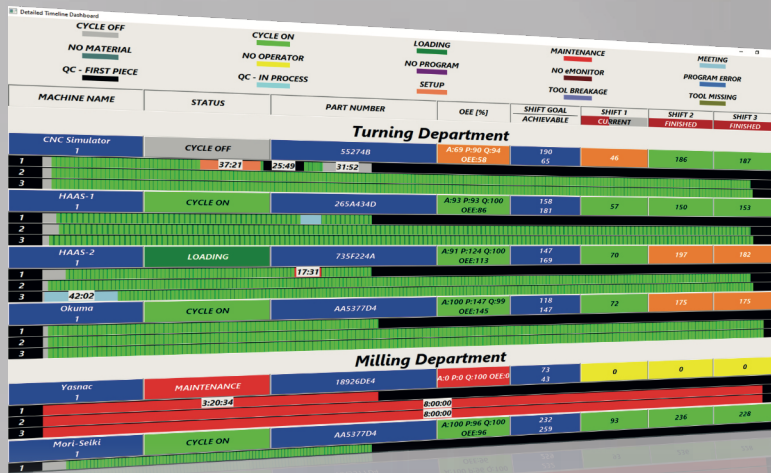 Detailed Timeline Dashboard
CYCLE OFF
CYCLE ON
LOADING
MAINTENANCE
MEETING
NO MATERIAL
NO OPERATOR
NO PROGRAM
NO eMONITOR
PROGRAM ERROR
QC - FIRST PIECE
QC - IN PROCESS
SETUP
TOOL BREAKAGE
TOOL MISSING
MACHINE NAME STATUS PART NUMBER OEE [%] SHIFT GOAL SHIFT 1 SHIFT 2 SHIFT 3
ACHIEVABLE CURRENT FINISHED FINISHED
Turning Department
CNC Simulator CYCLE OFF 55274B A:69 P:90 Q:94 190 46 186 187
1 OEE:58 65
1 37:21 25:49 31:52
2
3
HAAS-1 CYCLE ON 265A434D A:93 P:93 Q:100 158 57 150 153
1 OEE:86 181
1
2
3
HAAS-2 LOADING 735F224A A:91 P:124 Q:100 147 70 197 182
1 OEE:113 169
1 17:31
2
3 42:02
Okuma CYCLE ON AA5377D4 A:100 P:147 Q:99 118 72 175 175
1 OEE:145 147
1
2
3
Milling Department
Yasnac MAINTENANCE 18926DE4 A:0 P:0 Q:100 OEE:0 73 0 0 0
1 43
1 3:20:34
2 8:00:00
3 8:00:00
Mori-Seiki CYCLE ON AA5377D4 A:100 P:96 Q:100 232 93 236 228
1 OEE:96 259
1